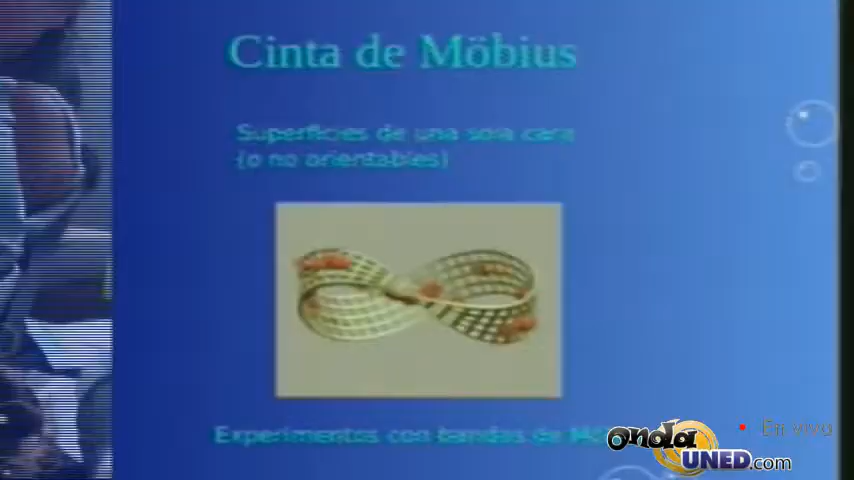 Cinta de Möbius
Superficies de una sola cara
(o no orientables)
Experimentos con bandas de
onda
UNED.com
En vivo